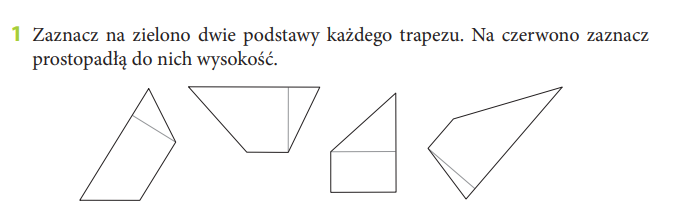 1 Zaznacz na zielono dwie podstawy każdego trapezu. Na czerwono zaznacz
prostopadłą do nich wysokość.